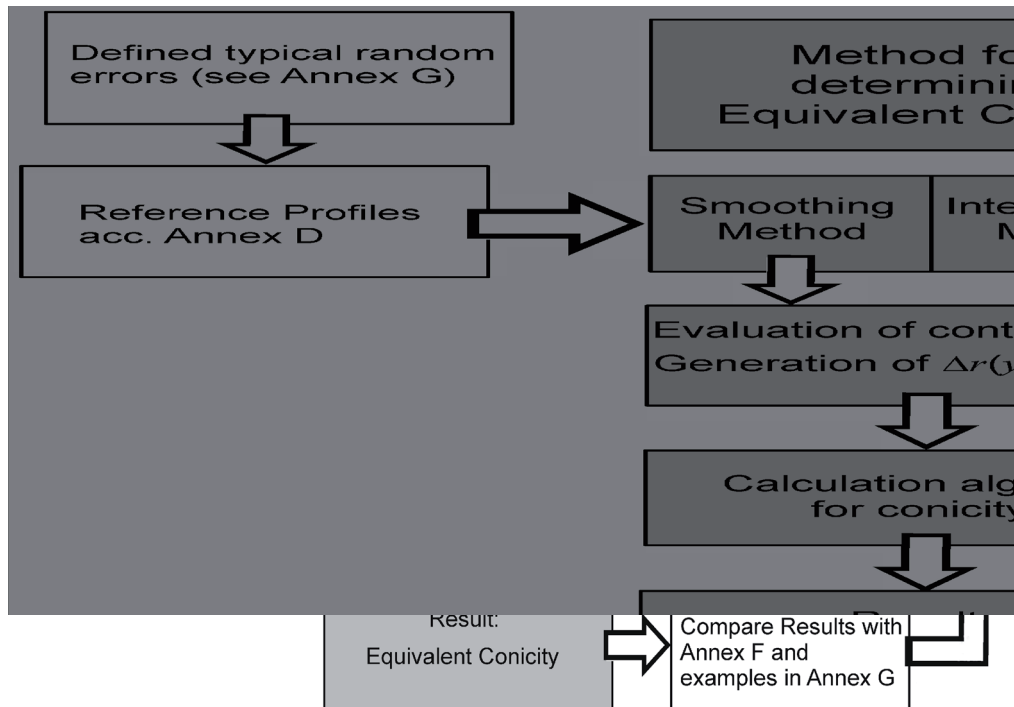 Defined typical random
errors (see Annex G)
Reference Profiles
acc. Annex D
Method
determini
Equivalent C
Smoothing
Method
Inte
M
Evaluation of cont
Generation of Δr(y
Calculation alg
for conicity
Result:
Equivalent Conicity
Compare Results with
Annex F and
examples in Annex G